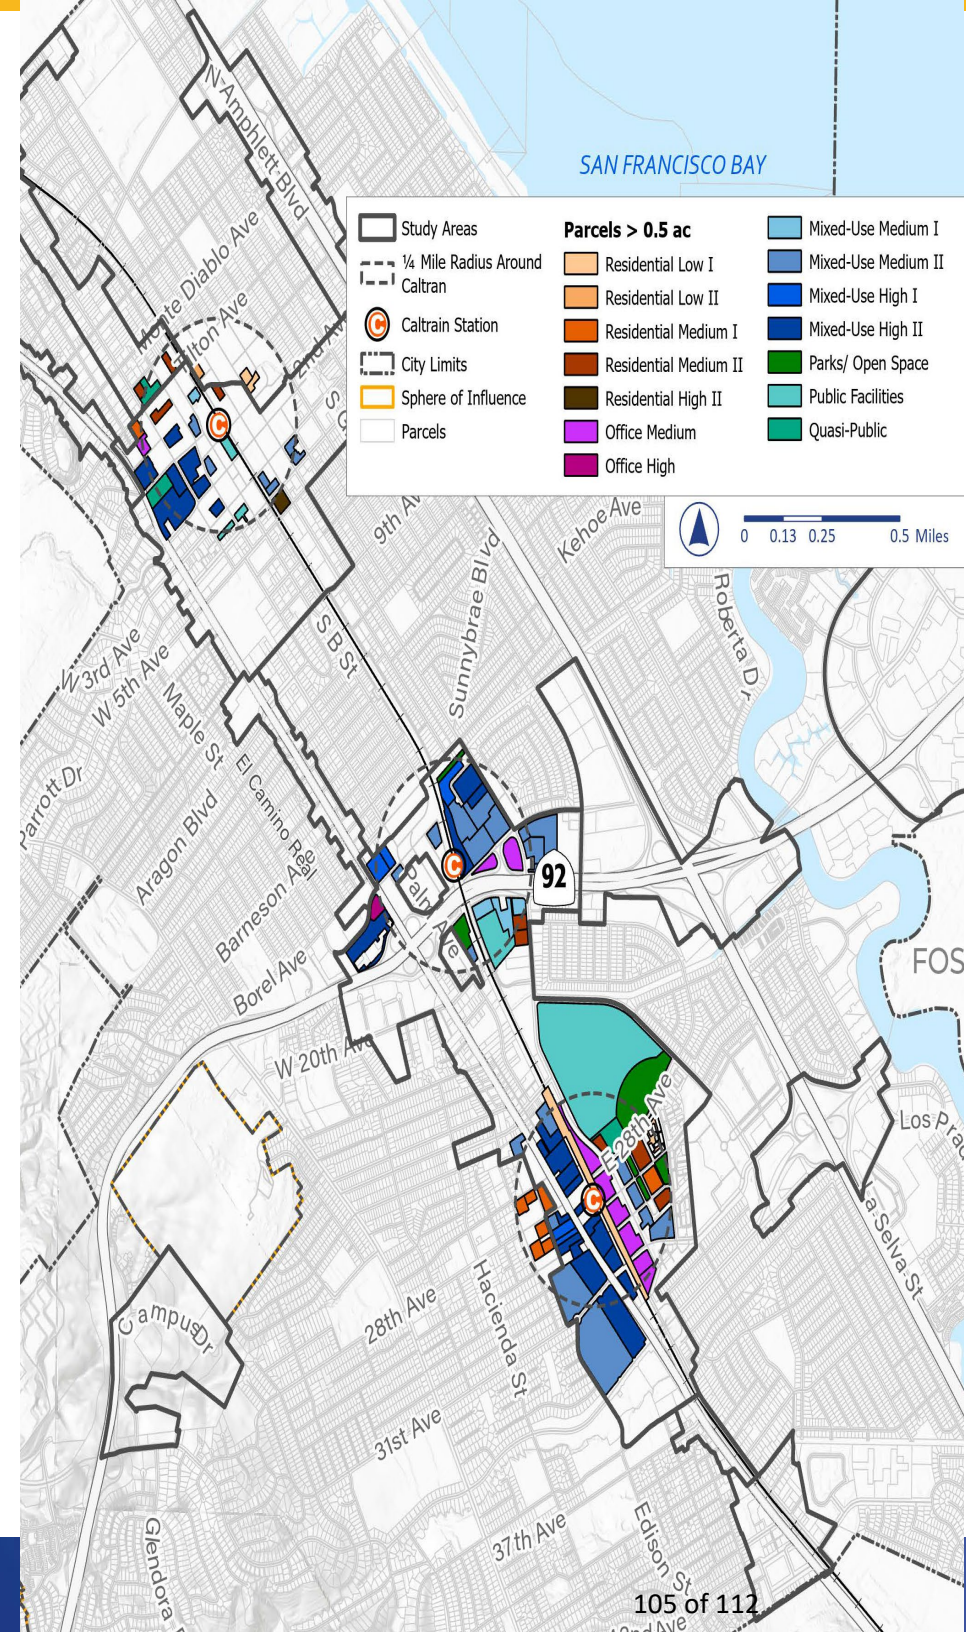 N Amphlett Blvd
SAN FRANCISCO BAY
Monte Diablo Ave
Tilton Ave
2nd Ave
Study Areas
¼ Mile Radius Around
Caltran
Caltrain Station
City Limits
Sphere of Influence
Parcels
Parcels > 0.5 ac
Residential Low I
Residential Low II
Residential Medium I
Residential Medium II
Residential High II
Office Medium
Office High
Mixed-Use Medium I
Mixed-Use Medium II
Mixed-Use High I
Mixed-Use High II
Parks/ Open Space
Public Facilities
Quasi-Public
0 0.13 0.25 0.5 Miles
C
9th Av
Kehoe Ave
Sunnybrae Blvd
Roberta Dr
S B St
W 3rd Ave
W 5th Ave
Maple St
El Camino Real
Parrott Dr
Aragon Blvd
Barneson Ave
Borel Ave
C
92
Palm Ave
FOS
W 20th Ave
E 28th Ave
Los Prad
C
La Selva St
Campus Dr
28th Ave
Hacienda St
31st Ave
37th Ave
Edison St
Glendora
105 of 112
42nd Ave